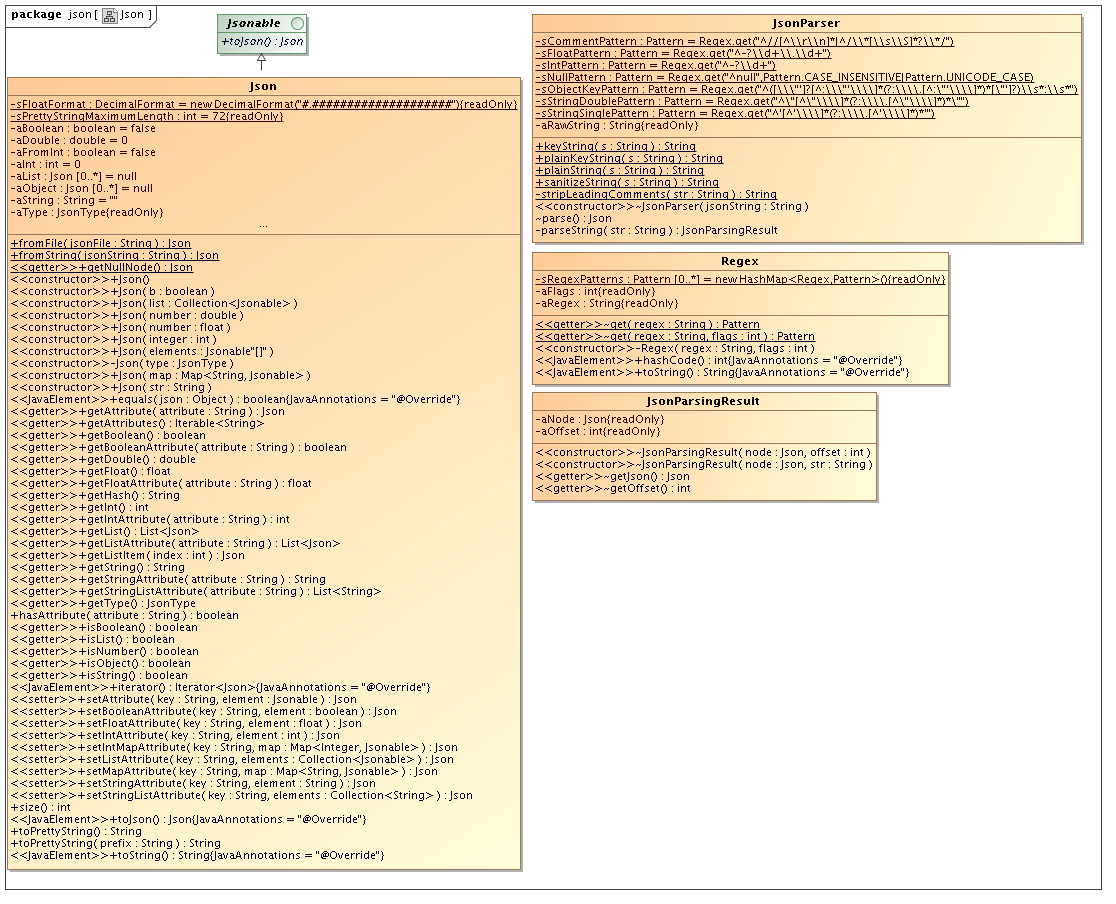 package json [ Json ]
Jsonable
+toJson() : Json
Json
-sFloatFormat : DecimalFormat = new DecimalFormat("#.####################"){readOnly}
-sPrettyStringMaximumLength : int = 72{readOnly}
-aBoolean : boolean = false
-aDouble : double = 0
-aFromInt : boolean = false
-aInt : int = 0
-aList : Json [0..*] = null
-aObject : Json [0..*] = null
-aString : String = ""
-aType : JsonType{readOnly}
...
+fromFile( jsonFile : String ) : Json
+fromString( jsonString : String ) : Json
<<getter>>+getNullNode() : Json
<<constructor>>+Json()
<<constructor>>+Json( b : boolean )
<<constructor>>+Json( list : Collection<Jsonable> )
<<constructor>>+Json( number : double )
<<constructor>>+Json( number : float )
<<constructor>>+Json( integer : int )
<<constructor>>+Json( elements : Jsonable"[]" )
<<constructor>>-Json( type : JsonType )
<<constructor>>+Json( map : Map<String, Jsonable> )
<<constructor>>+Json( str : String )
<<JavaElement>>+equals( json : Object ) : boolean{JavaAnnotations = "@Override"}
<<getter>>+getAttribute( attribute : String ) : Json
<<getter>>+getAttributes() : Iterable<String>
<<getter>>+getBoolean() : boolean
<<getter>>+getBooleanAttribute( attribute : String ) : boolean
<<getter>>+getDouble() : double
<<getter>>+getFloat() : float
<<getter>>+getFloatAttribute( attribute : String ) : float
<<getter>>+getHash() : String
<<getter>>+getInt() : int
<<getter>>+getIntAttribute( attribute : String ) : int
<<getter>>+getList() : List<Json>
<<getter>>+getListAttribute( attribute : String ) : List<Json>
<<getter>>+getListItem( index : int ) : Json
<<getter>>+getString() : String
<<getter>>+getStringAttribute( attribute : String ) : String
<<getter>>+getStringListAttribute( attribute : String ) : List<String>
<<getter>>+getType() : JsonType
+hasAttribute( attribute : String ) : boolean
<<getter>>+isBoolean() : boolean
<<getter>>+isList() : boolean
<<getter>>+isNumber() : boolean
<<getter>>+isObject() : boolean
<<getter>>+isString() : boolean
<<JavaElement>>+iterator() : Iterator<Json>{JavaAnnotations = "@Override"}
<<setter>>+setAttribute( key : String, element : Jsonable ) : Json
<<setter>>+setBooleanAttribute( key : String, element : boolean ) : Json
<<setter>>+setFloatAttribute( key : String, element : float ) : Json
<<setter>>+setIntAttribute( key : String, element : int ) : Json
<<setter>>+setIntMapAttribute( key : String, map : Map<Integer, Jsonable> ) : Json
<<setter>>+setListAttribute( key : String, elements : Collection<Jsonable> ) : Json
<<setter>>+setMapAttribute( key : String, map : Map<String, Jsonable> ) : Json
<<setter>>+setStringAttribute( key : String, element : String ) : Json
<<setter>>+setStringListAttribute( key : String, elements : Collection<String> ) : Json
+size() : int
<<JavaElement>>+toJson() : Json{JavaAnnotations = "@Override"}
+toPrettyString() : String
+toPrettyString( prefix : String ) : String
<<JavaElement>>+toString() : String{JavaAnnotations = "@Override"}
JsonParser
-sCommentPattern : Pattern = Regex.get("^//[^\\r\\n]*|^/\\*[\\s\\S]*?\\*/")
-sFloatPattern : Pattern = Regex.get("^-?\\d+\\.\\d+")
-sIntPattern : Pattern = Regex.get("^-?\\d+")
-sNullPattern : Pattern = Regex.get("^null",Pattern.CASE_INSENSITIVE|Pattern.UNICODE_CASE)
-sObjectKeyPattern : Pattern = Regex.get("^([\\\"']?[^:\\\"'\\\\]*(?:\\\\.[^:\"'\\\\]*)*[\"']?)\\s*:\\s*")
-sStringDoublePattern : Pattern = Regex.get("^\"[^\"\\\\]*(?:\\\\.[^\"\\\\]*)*\"")
-sStringSinglePattern : Pattern = Regex.get("^'[^'\\\\]*(?:\\\\.[^'\\\\]*)*'")
-aRawString : String{readOnly}
+keyString( s : String ) : String
+plainKeyString( s : String ) : String
+plainString( s : String ) : String
+sanitizeString( s : String ) : String
-stripLeadingComments( str : String ) : String
<<constructor>>~JsonParser( jsonString : String )
~parse() : Json
-parseString( str : String ) : JsonParsingResult
Regex
-sRegexPatterns : Pattern [0..*] = new HashMap<Regex,Pattern>(){readOnly}
-aFlags : int{readOnly}
-aRegex : String{readOnly}
<<getter>>~get( regex : String ) : Pattern
<<getter>>~get( regex : String, flags : int ) : Pattern
<<constructor>>-Regex( regex : String, flags : int )
<<JavaElement>>+hashCode() : int{JavaAnnotations = "@Override"}
<<JavaElement>>+toString() : String{JavaAnnotations = "@Override"}
JsonParsingResult
-aNode : Json{readOnly}
-aOffset : int{readOnly}
<<constructor>>~JsonParsingResult( node : Json, offset : int )
<<constructor>>~JsonParsingResult( node : Json, str : String )
<<getter>>~getJson() : Json
<<getter>>~getOffset() : int